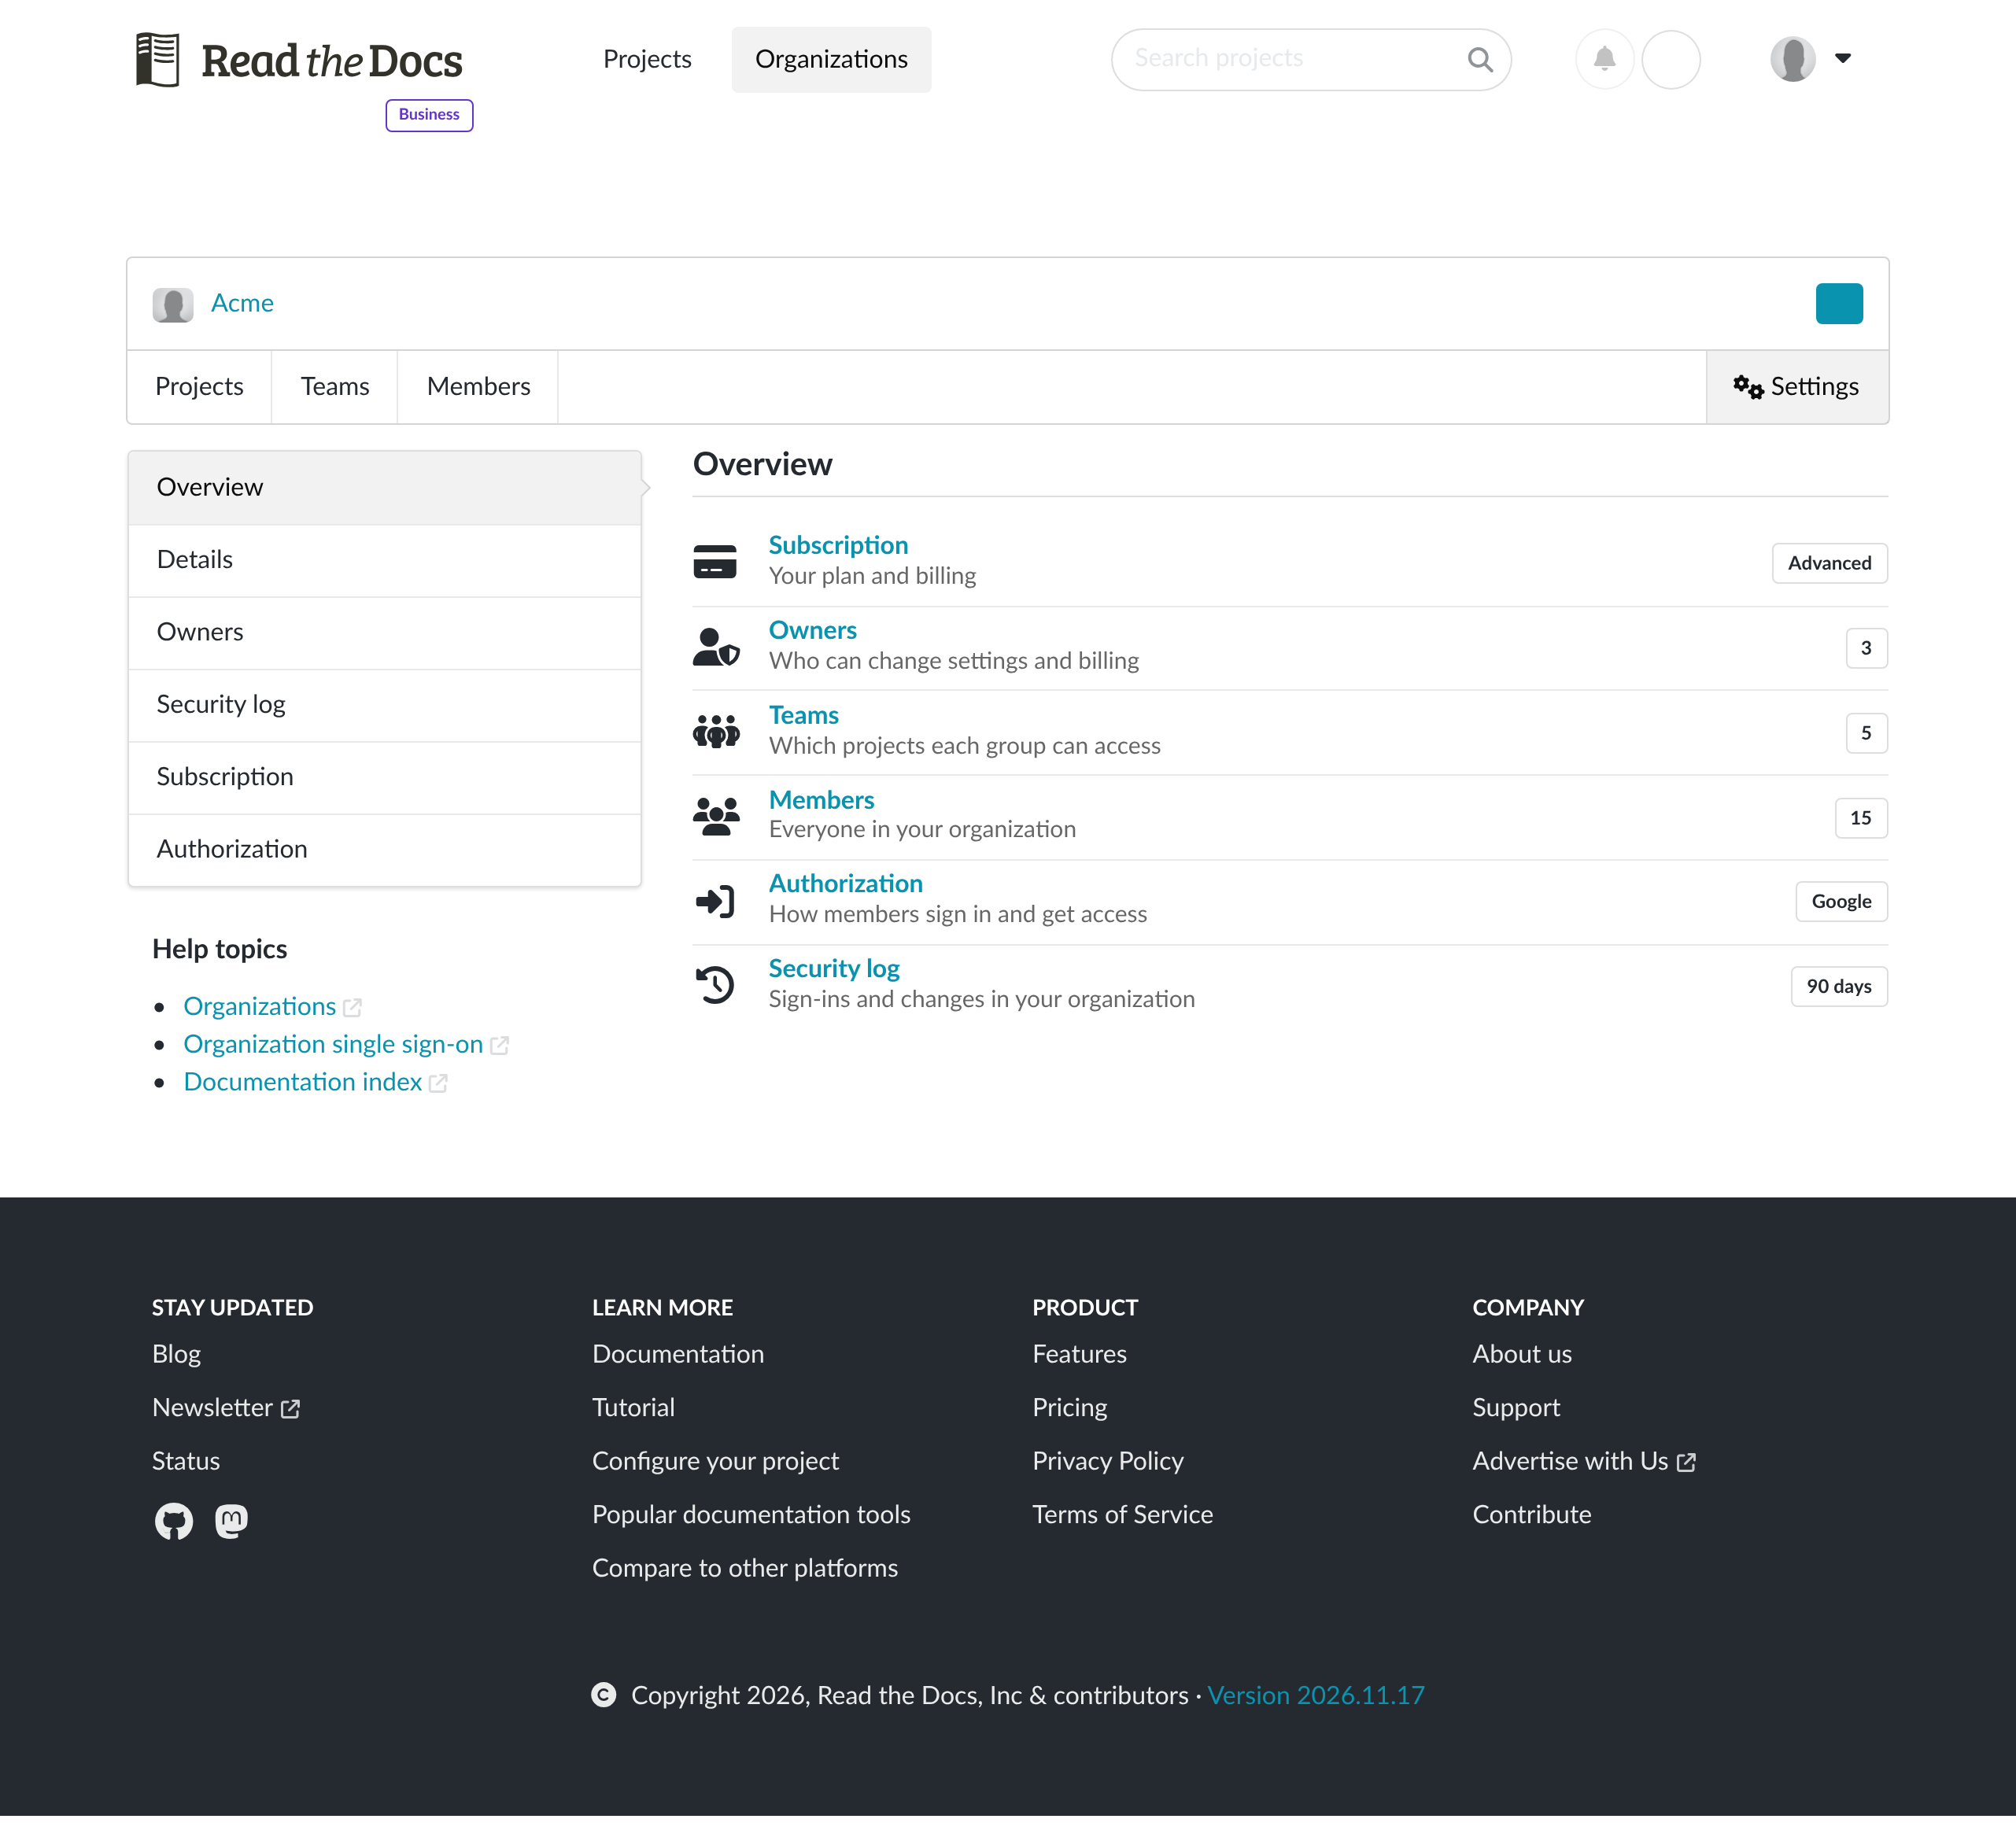 Read the Docs
Business
Projects
Organizations
Search projects
Acme
Projects
Teams
Members
Settings
Overview
Details
Owners
Security log
Subscription
Authorization
Help topics
Organizations
Organization single sign-on
Documentation index
Overview
Subscription
Your plan and billing
Advanced
Owners
Who can change settings and billing
3
Teams
Which projects each group can access
5
Members
Everyone in your organization
15
Authorization
How members sign in and get access
Google
Security log
Sign-ins and changes in your organization
90 days
STAY UPDATED
Blog
Newsletter
Status
LEARN MORE
Documentation
Tutorial
Configure your project
Popular documentation tools
Compare to other platforms
PRODUCT
Features
Pricing
Privacy Policy
Terms of Service
COMPANY
About us
Support
Advertise with Us
Contribute
Copyright 2026, Read the Docs, Inc & contributors · Version 2026.11.17